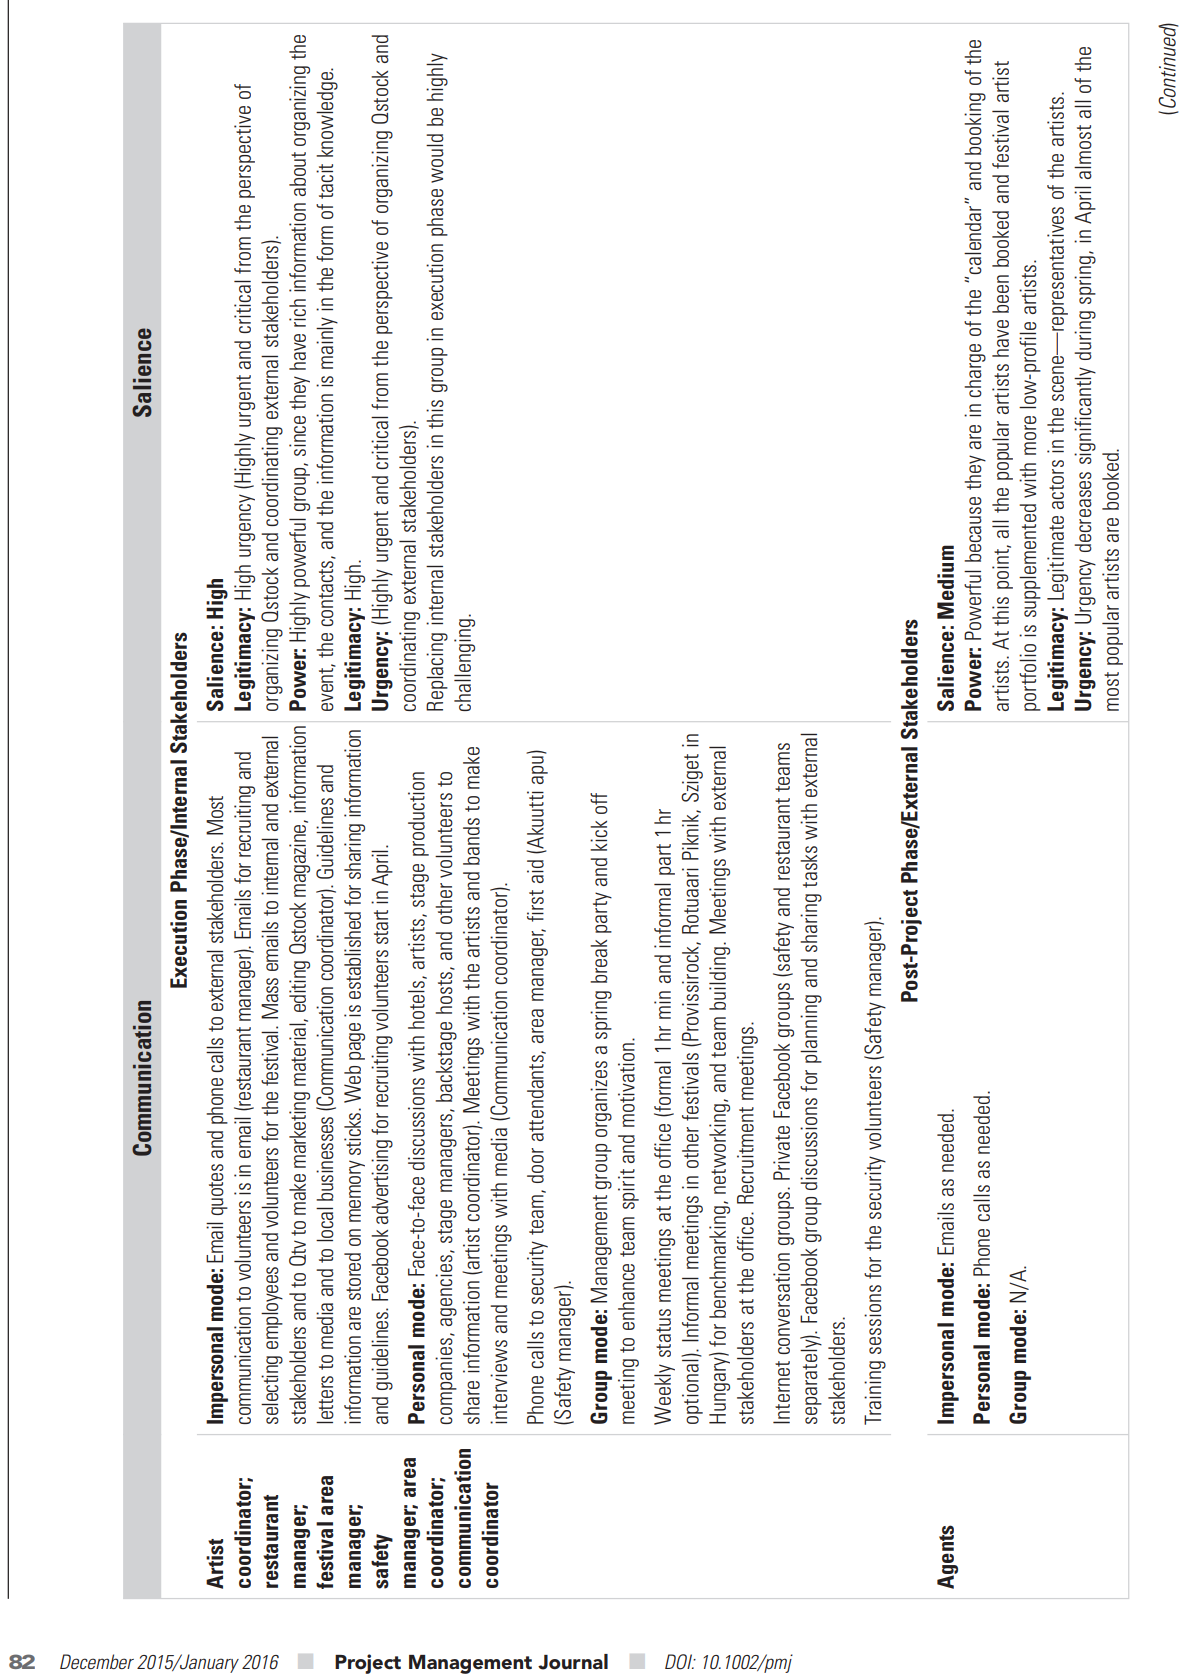 Communication
Salience
Execution Phase/Internal Stakeholders
Artist
coordinator;
restaurant
manager;
festival area
manager;
safety
manager; area
coordinator;
communication
coordinator
Impersonal mode: Email quotes and phone calls to external stakeholders. Most
communication to volunteers is in email (restaurant manager). Emails for recruiting and
selecting employees and volunteers for the festival. Mass emails to internal and external
stakeholders and to Qtv to make marketing material, editing Qstock magazine, information
letters to media and to local businesses (Communication coordinator). Guidelines and
information are stored on memory sticks. Web page is established for sharing information
and guidelines. Facebook advertising for recruiting volunteers start in April.
Personal mode: Face-to-face discussions with hotels, artists, stage production
companies, agencies, stage managers, backstage hosts, and other volunteers to
share information (artist coordinator). Meetings with the artists and bands to make
interviews and meetings with media (Communication coordinator).
Phone calls to security team, door attendants, area manager, first aid (Akuutti apu)
(Safety manager).
Group mode: Management group organizes a spring break party and kick off
meeting to enhance team spirit and motivation.
Weekly status meetings at the office (formal 1 hr min and informal part 1 hr
optional). Informal meetings in other festivals (Provissirock, Rotuaari Piknik, Sziget in
Hungary) for benchmarking, networking, and team building. Meetings with external
stakeholders at the office. Recruitment meetings.
Internet conversation groups. Private Facebook groups (safety and restaurant teams
separately). Facebook group discussions for planning and sharing tasks with external
stakeholders.
Training sessions for the security volunteers (Safety manager).
Salience: High
Legitimacy: High urgency (Highly urgent and critical from the perspective of
organizing Qstock and coordinating external stakeholders).
Power: Highly powerful group, since they have rich information about organizing the
event, the contacts, and the information is mainly in the form of tacit knowledge.
Legitimacy: High.
Urgency: (Highly urgent and critical from the perspective of organizing Qstock and
coordinating external stakeholders).
Replacing internal stakeholders in this group in execution phase would be highly
challenging.
Post-Project Phase/External Stakeholders
Agents
Impersonal mode: Emails as needed.
Personal mode: Phone calls as needed.
Group mode: N/A.
Salience: Medium
Power: Powerful because they are in charge of the “calendar” and booking of the
artists. At this point, all the popular artists have been booked and festival artist
portfolio is supplemented with more low-profile artists.
Legitimacy: Legitimate actors in the scene—representatives of the artists.
Urgency: Urgency decreases significantly during spring, in April almost all of the
most popular artists are booked.
(Continued)
82 December 2015/January 2016 Project Management Journal DOI: 10.1002/pmj